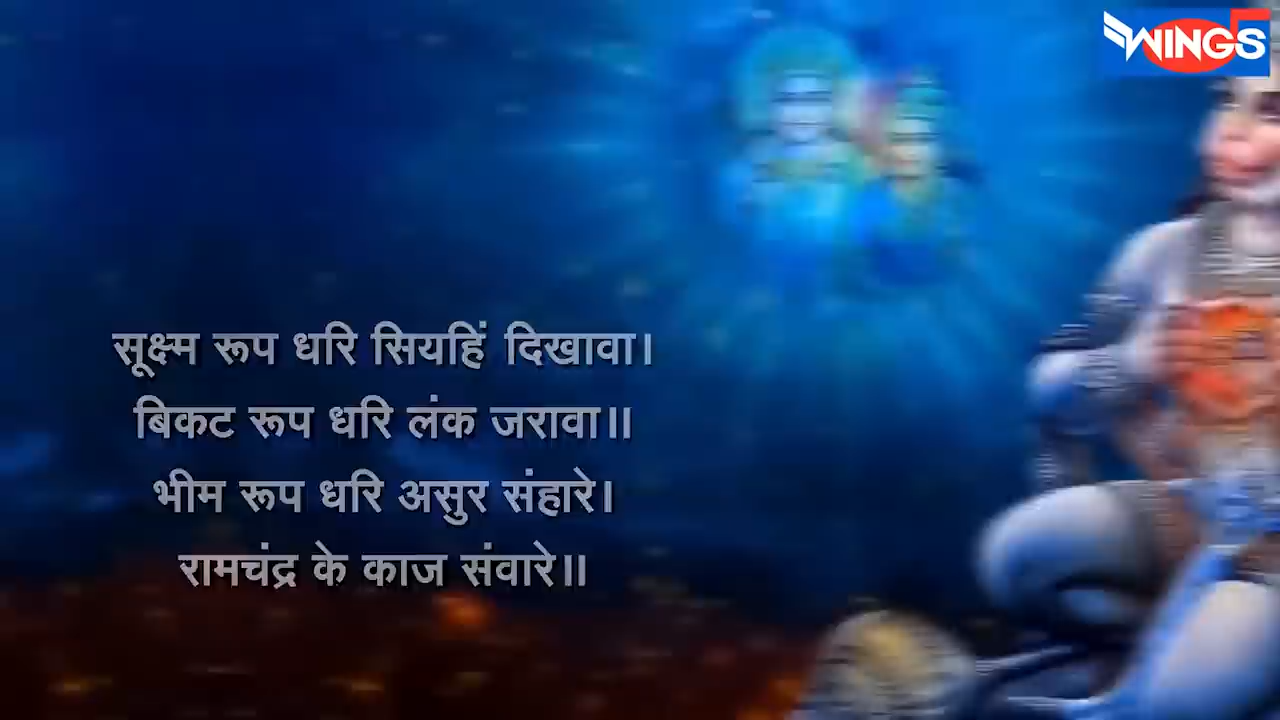 WINGS
सूक्ष्म रूप धरि सियहिं दिखावा।
बिकट रूप धरि लंक जरावा॥
भीम रूप धरि असुर संहारे।
रामचंद्र के काज संवारे॥